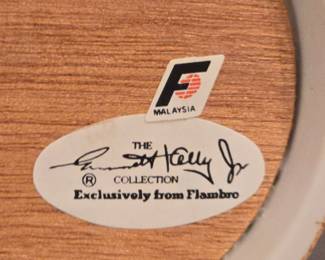 F
MALAYSIA
THE
Emmett Kelly Jr
® COLLECTION
Exclusively from Flambro